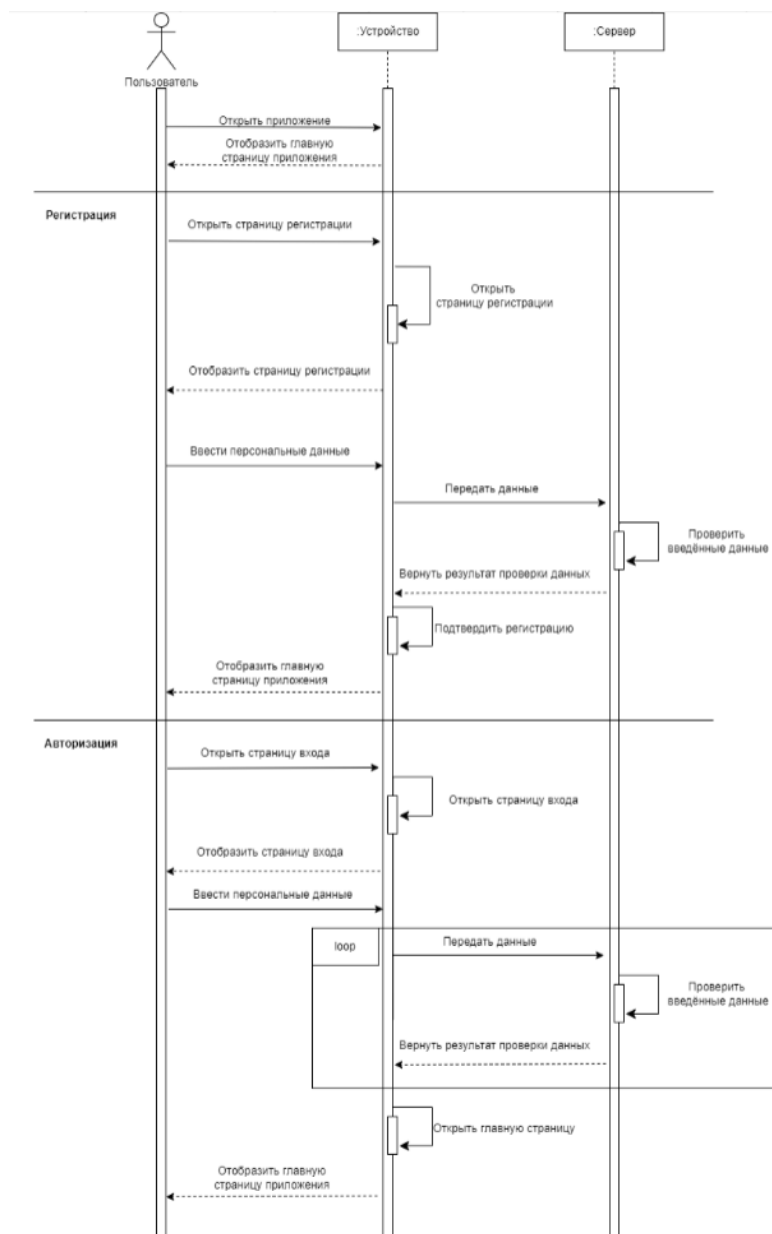 :Устройство
:Сервер
Пользователь
Открыть приложение
Отобразить главную
страницу приложения
Регистрация
Открыть страницу регистрации
Открыть
страницу регистрации
Отобразить страницу регистрации
Ввести персональные данные
Передать данные
Проверить
введённые данные
Вернуть результат проверки данных
Подтвердить регистрацию
Отобразить главную
страницу приложения
Авторизация
Открыть страницу входа
Открыть страницу входа
Отобразить страницу входа
Ввести персональные данные
loop
Передать данные
Проверить
введённые данные
Вернуть результат проверки данных
Открыть главную страницу
Отобразить главную
страницу приложения